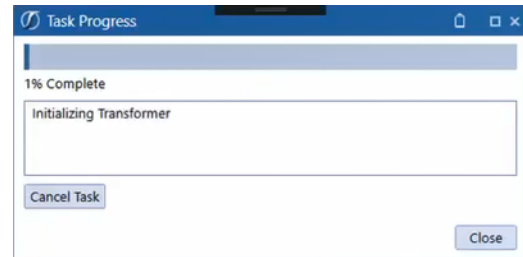 Task Progress
1% Complete
Initializing Transformer
Cancel Task
Close